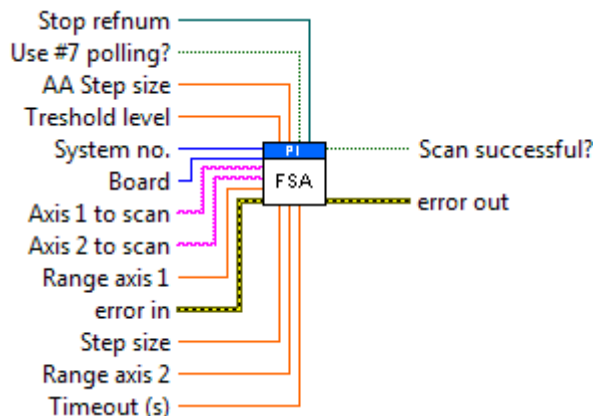 Stop refnum
Use #7 polling?
AA Step size
Treshold level
System no.
Board
Axis 1 to scan
Axis 2 to scan
Range axis 1
error in
Step size
Range axis 2
Timeout (s)
PI
FSA
Scan successful?
error out